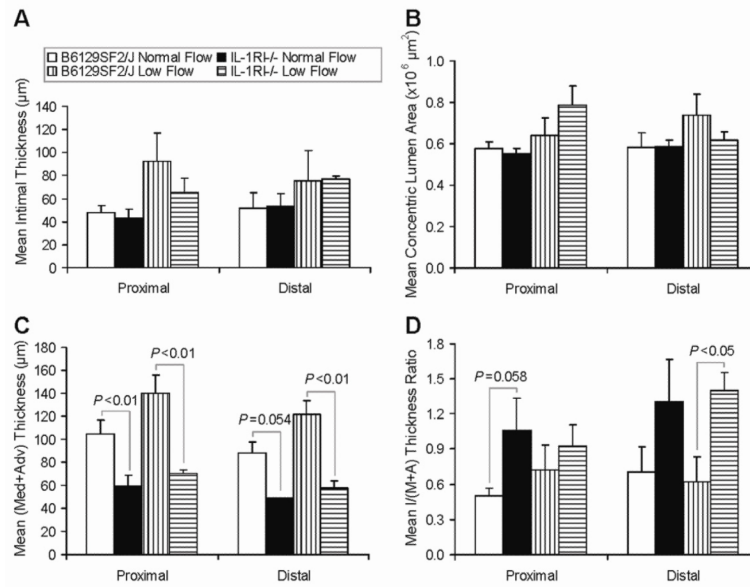 A
B6129SF2/J Normal Flow IL-1RI-/- Normal Flow
B6129SF2/J Low Flow IL-1RI-/- Low Flow
Mean Intimal Thickness (μm)
140
120
100
80
60
40
20
0
Proximal Distal
B
Mean Concentric Lumen Area (x10⁶ μm²)
1.0
0.8
0.6
0.4
0.2
0.0
Proximal Distal
C
Mean (Med+Adv) Thickness (μm)
180
160
140
120
100
80
60
40
20
0
P<0.01
P<0.01
P=0.054
P<0.01
Proximal Distal
D
Mean I/(M+A) Thickness Ratio
1.8
1.5
1.2
0.9
0.6
0.3
0.0
P=0.058
P<0.05
Proximal Distal